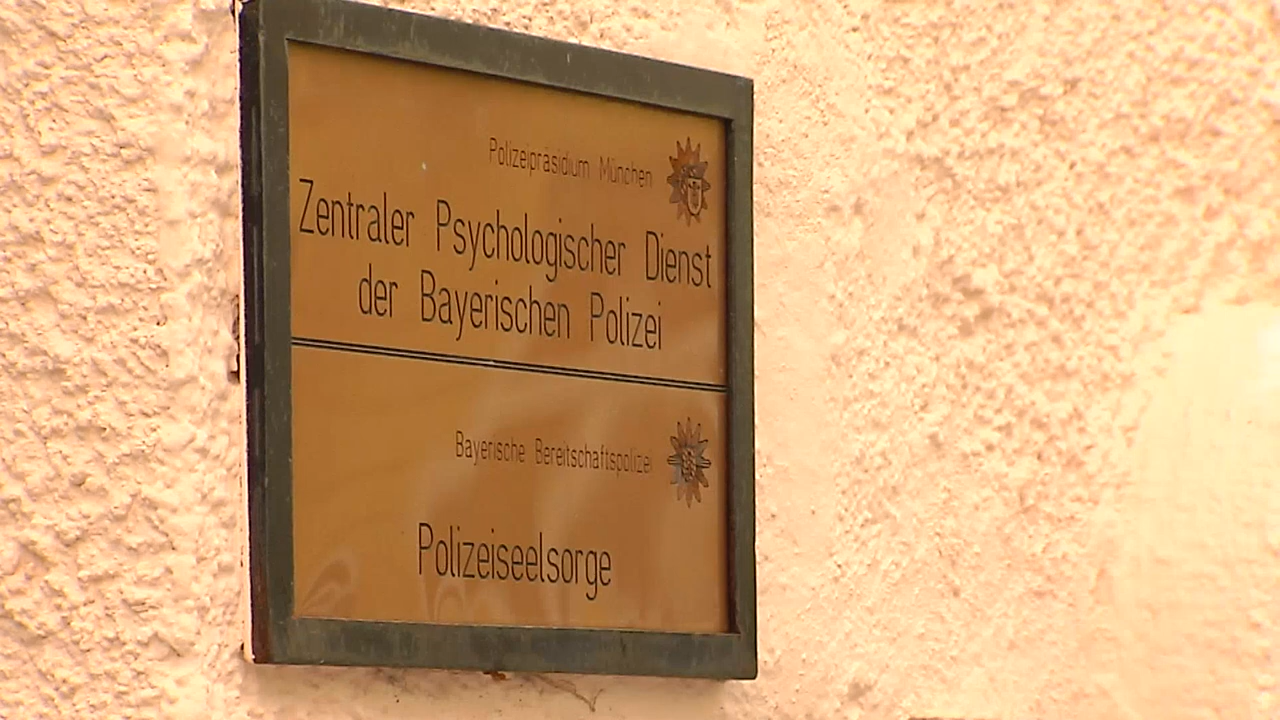 Polizeipräsidium München
Zentraler Psychologischer Dienst
der Bayerischen Polizei
Bayerische Bereitschaftspolizei
Polizeiseelsorge